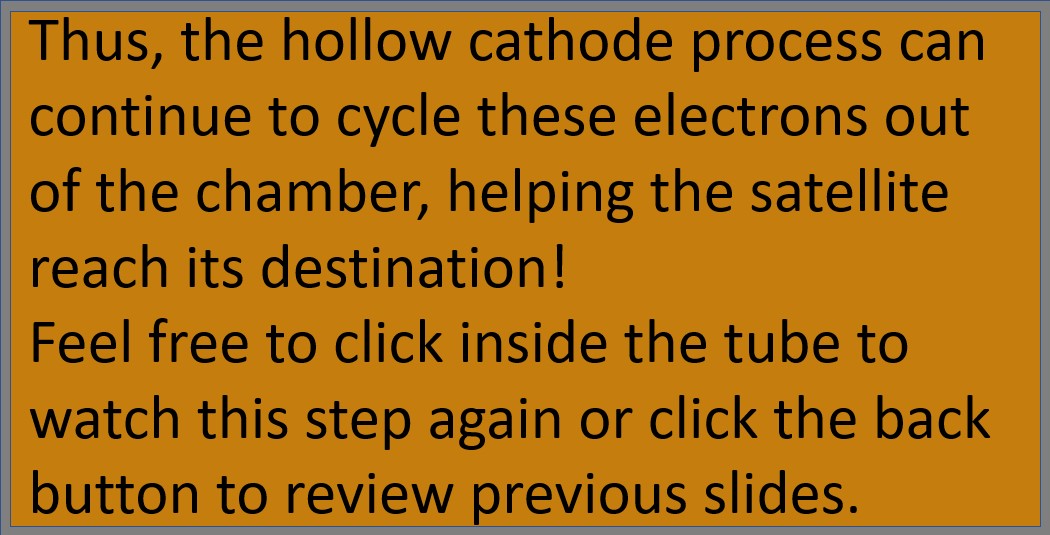 Thus, the hollow cathode process can
continue to cycle these electrons out
of the chamber, helping the satellite
reach its destination!
Feel free to click inside the tube to
watch this step again or click the back
button to review previous slides.